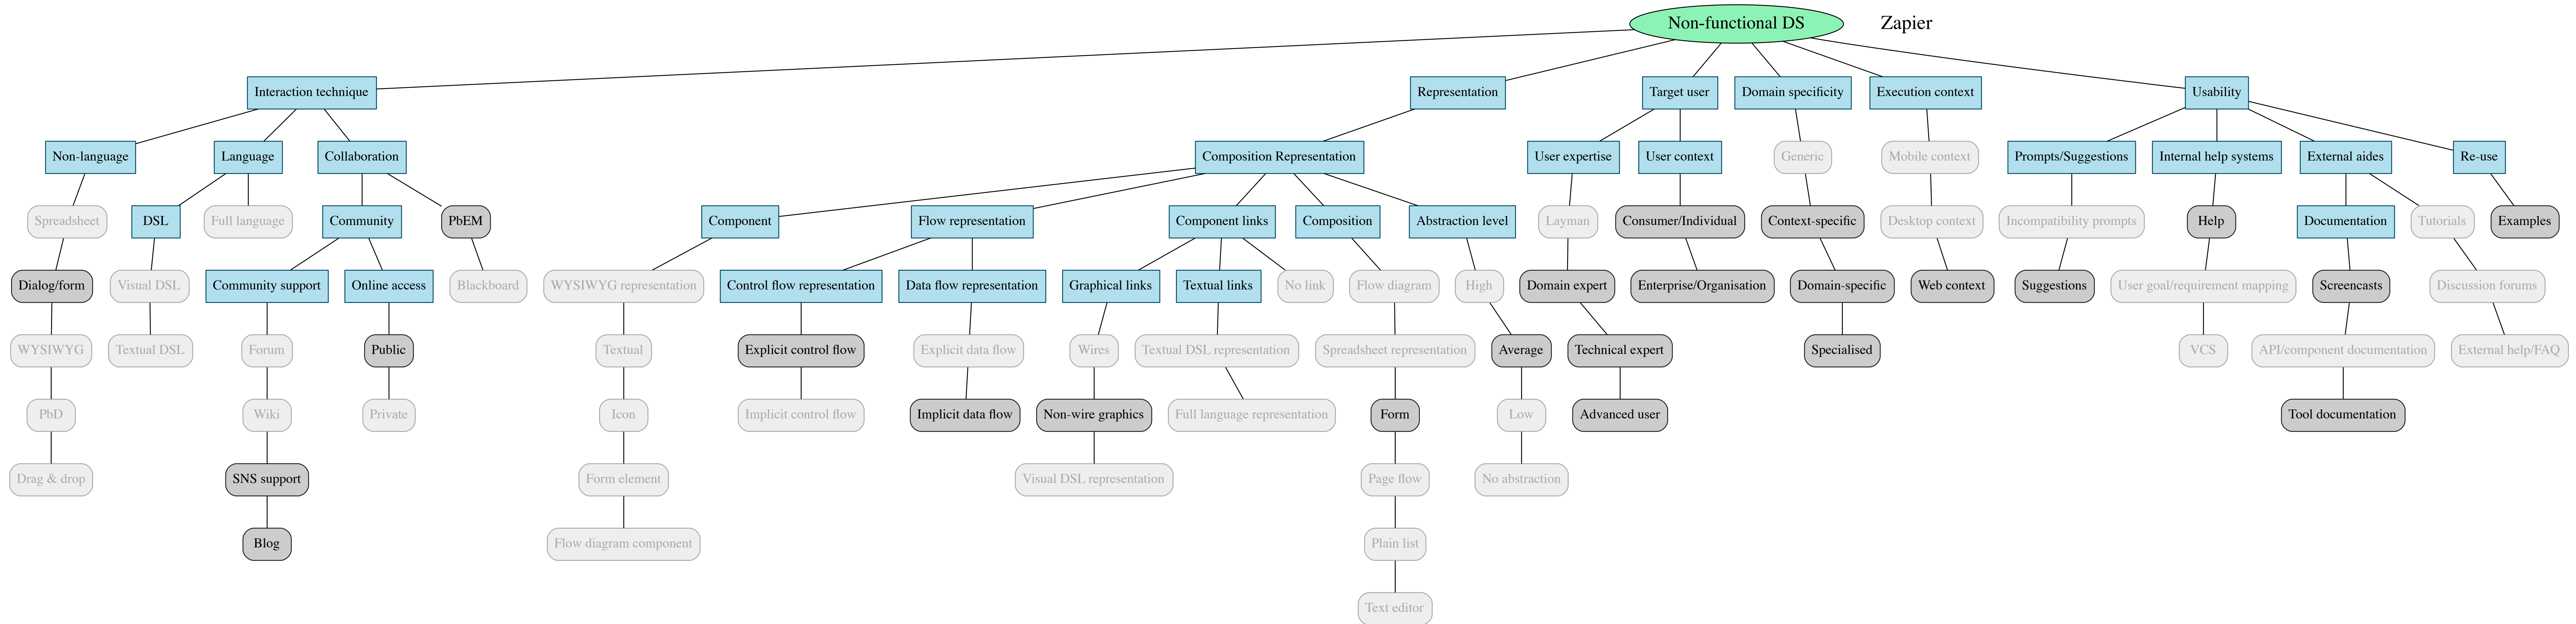 Non-functional DS
Zapier
Interaction technique
Representation
Target user
Domain specificity
Execution context
Usability
Non-language
Language
Collaboration
Composition Representation
User expertise
User context
Generic
Mobile context
Prompts/Suggestions
Internal help systems
External aides
Re-use
Spreadsheet
DSL
Full language
Community
PbEM
Component
Flow representation
Component links
Composition
Abstraction level
Layman
Consumer/Individual
Context-specific
Desktop context
Incompatibility prompts
Help
Documentation
Tutorials
Examples
Dialog/form
Visual DSL
Community support
Online access
Blackboard
WYSIWYG representation
Control flow representation
Data flow representation
Graphical links
Textual links
No link
Flow diagram
High
Domain expert
Enterprise/Organisation
Domain-specific
Web context
Suggestions
User goal/requirement mapping
Screencasts
Discussion forums
WYSIWYG
Textual DSL
Forum
Public
Textual
Explicit control flow
Explicit data flow
Wires
Textual DSL representation
Spreadsheet representation
Average
Technical expert
Specialised
VCS
API/component documentation
External help/FAQ
PbD
Wiki
Private
Icon
Implicit control flow
Implicit data flow
Non-wire graphics
Full language representation
Form
Low
Advanced user
Tool documentation
Drag & drop
SNS support
Form element
Visual DSL representation
Page flow
No abstraction
Blog
Flow diagram component
Plain list
Text editor